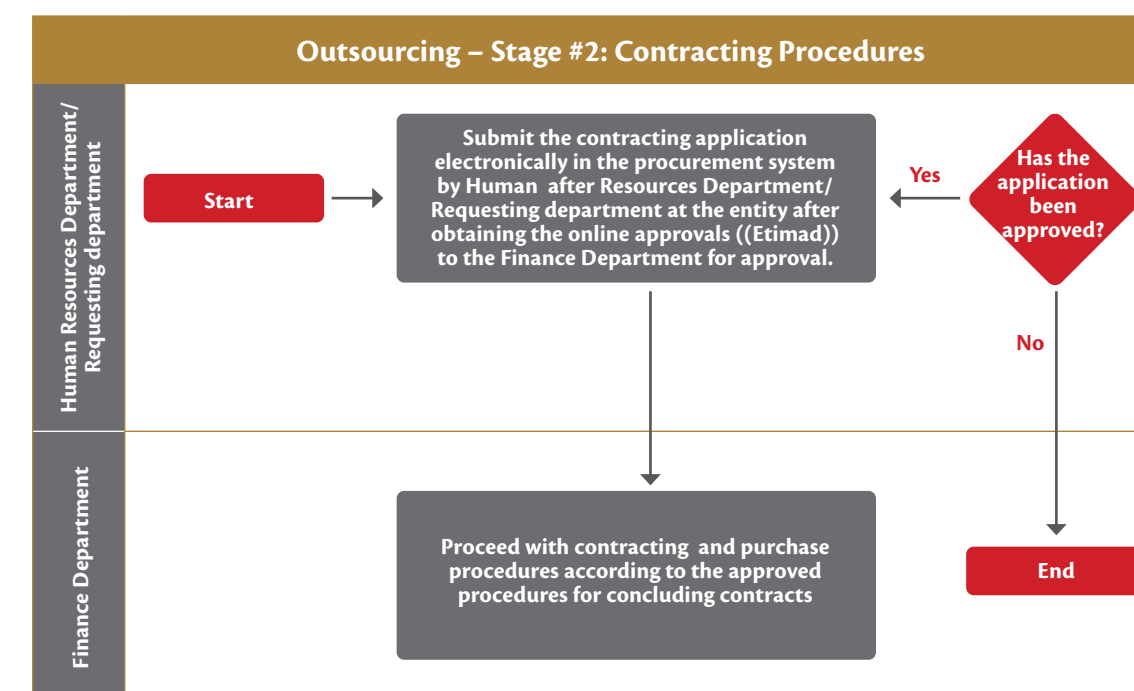 Outsourcing – Stage #2: Contracting Procedures
Human Resources Department/
Requesting department
Start
Submit the contracting application
electronically in the procurement system
by Human  after Resources Department/
Requesting department at the entity after
obtaining the online approvals ((Etimad))
to the Finance Department for approval.
Yes
Has the
application
been
approved?
No
Finance Department
Proceed with contracting  and purchase
procedures according to the approved
procedures for concluding contracts
End